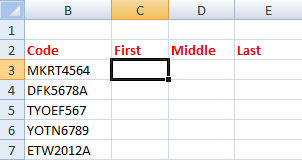 B C D E
1
2 Code First Middle Last
3 MKRT4564
4 DFK5678A
5 TYOEF567
6 YOTN6789
7 ETW2012A